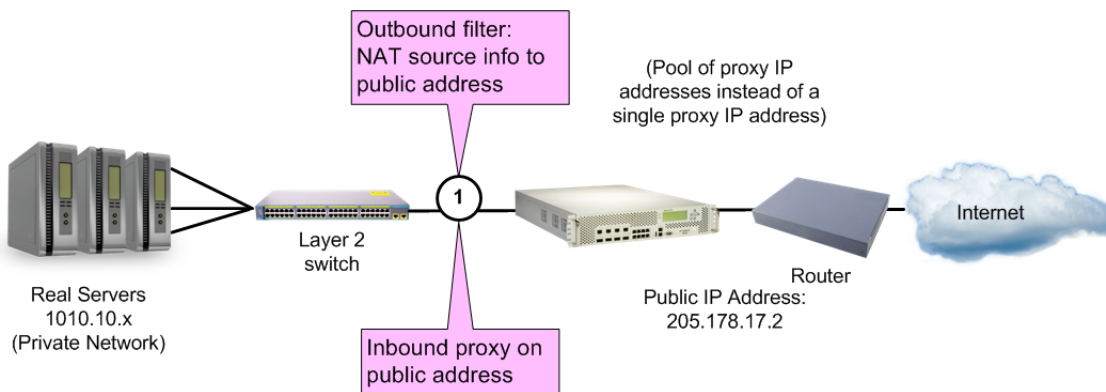 Outbound filter:
NAT source info to
public address
(Pool of proxy IP
addresses instead of a
single proxy IP address)
1
Internet
Layer 2
switch
Router
Real Servers
1010.10.x
(Private Network)
Public IP Address:
205.178.17.2
Inbound proxy on
public address